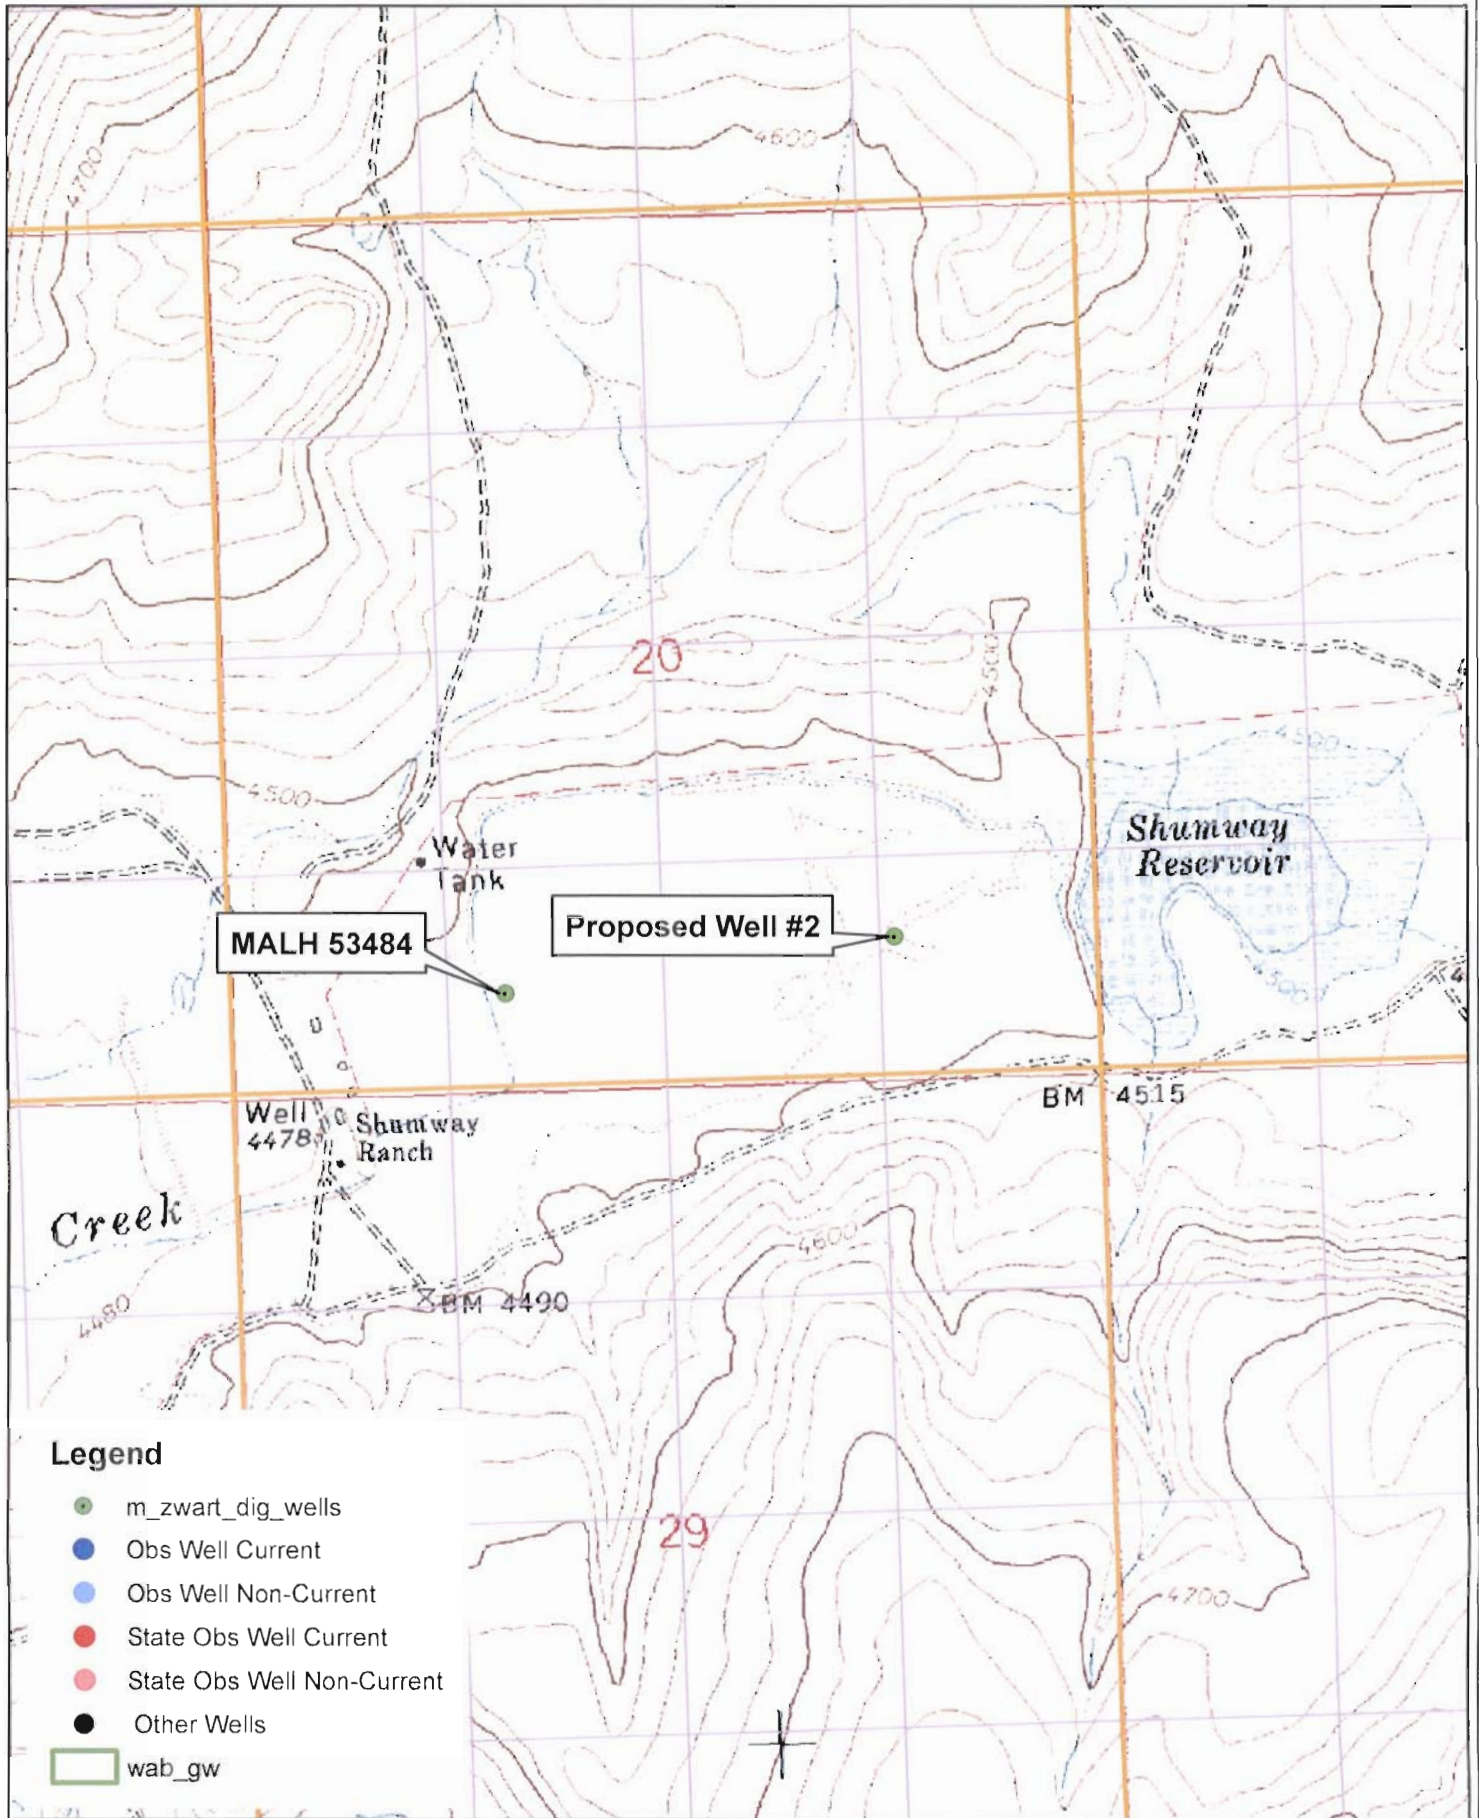 4700
4600
20
4500
4500
4500
Water
Tank
Shumway
Reservoir
Proposed Well #2
MALH 53484
4500
Well
4478
Shumway
Ranch
BM 4515
Creek
4600
4480
BM 4490
Legend
m_zwart_dig_wells
Obs Well Current
Obs Well Non-Current
State Obs Well Current
State Obs Well Non-Current
Other Wells
wab_gw
29
4700